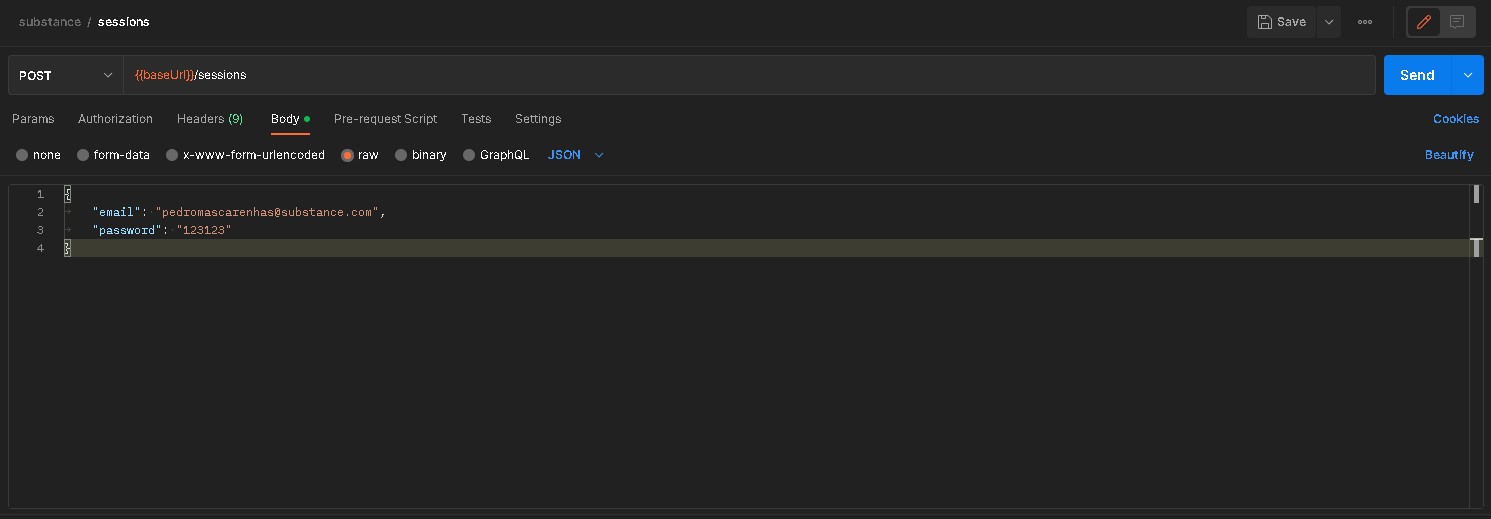 substance / sessions
Save
POST
{{baseUrl}}/sessions
Send
Params Authorization Headers (9) Body Pre-request Script Tests Settings
Cookies
none form-data x-www-form-urlencoded raw binary GraphQL JSON
Beautify
1 {
2 "email": "pedromascarenhas@substance.com",
3 "password": "123123"
4 }